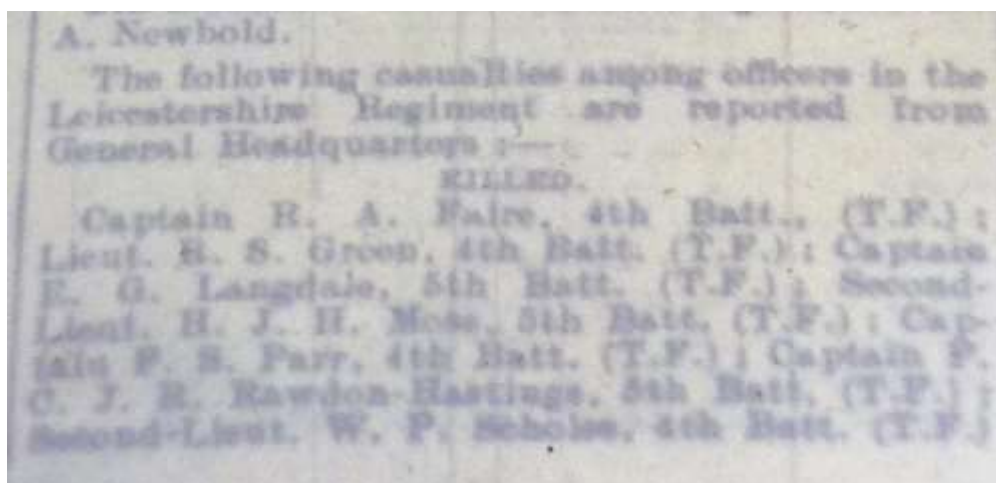 A. Newbold.
The following casualties among officers in the
Leicestershire Regiment are reported from
General Headquarters :—
KILLED.
Captain R. A. Faire, 4th Batt., (T.F.) ;
Lieut. R. S. Green, 4th Batt. (T.F.) ; Captain
E. G. Langdale, 5th Batt. (T.F.) ; Second-
Lieut. H. J. H. Mose, 5th Batt. (T.F.) ; Cap-
tain F. S. Parr, 4th Batt. (T.F.) ; Captain P.
C. J. R. Rawdon-Hastings, 5th Batt. (T.F.) ;
Second-Lieut. W. P. 4th Batt. (T.F.)